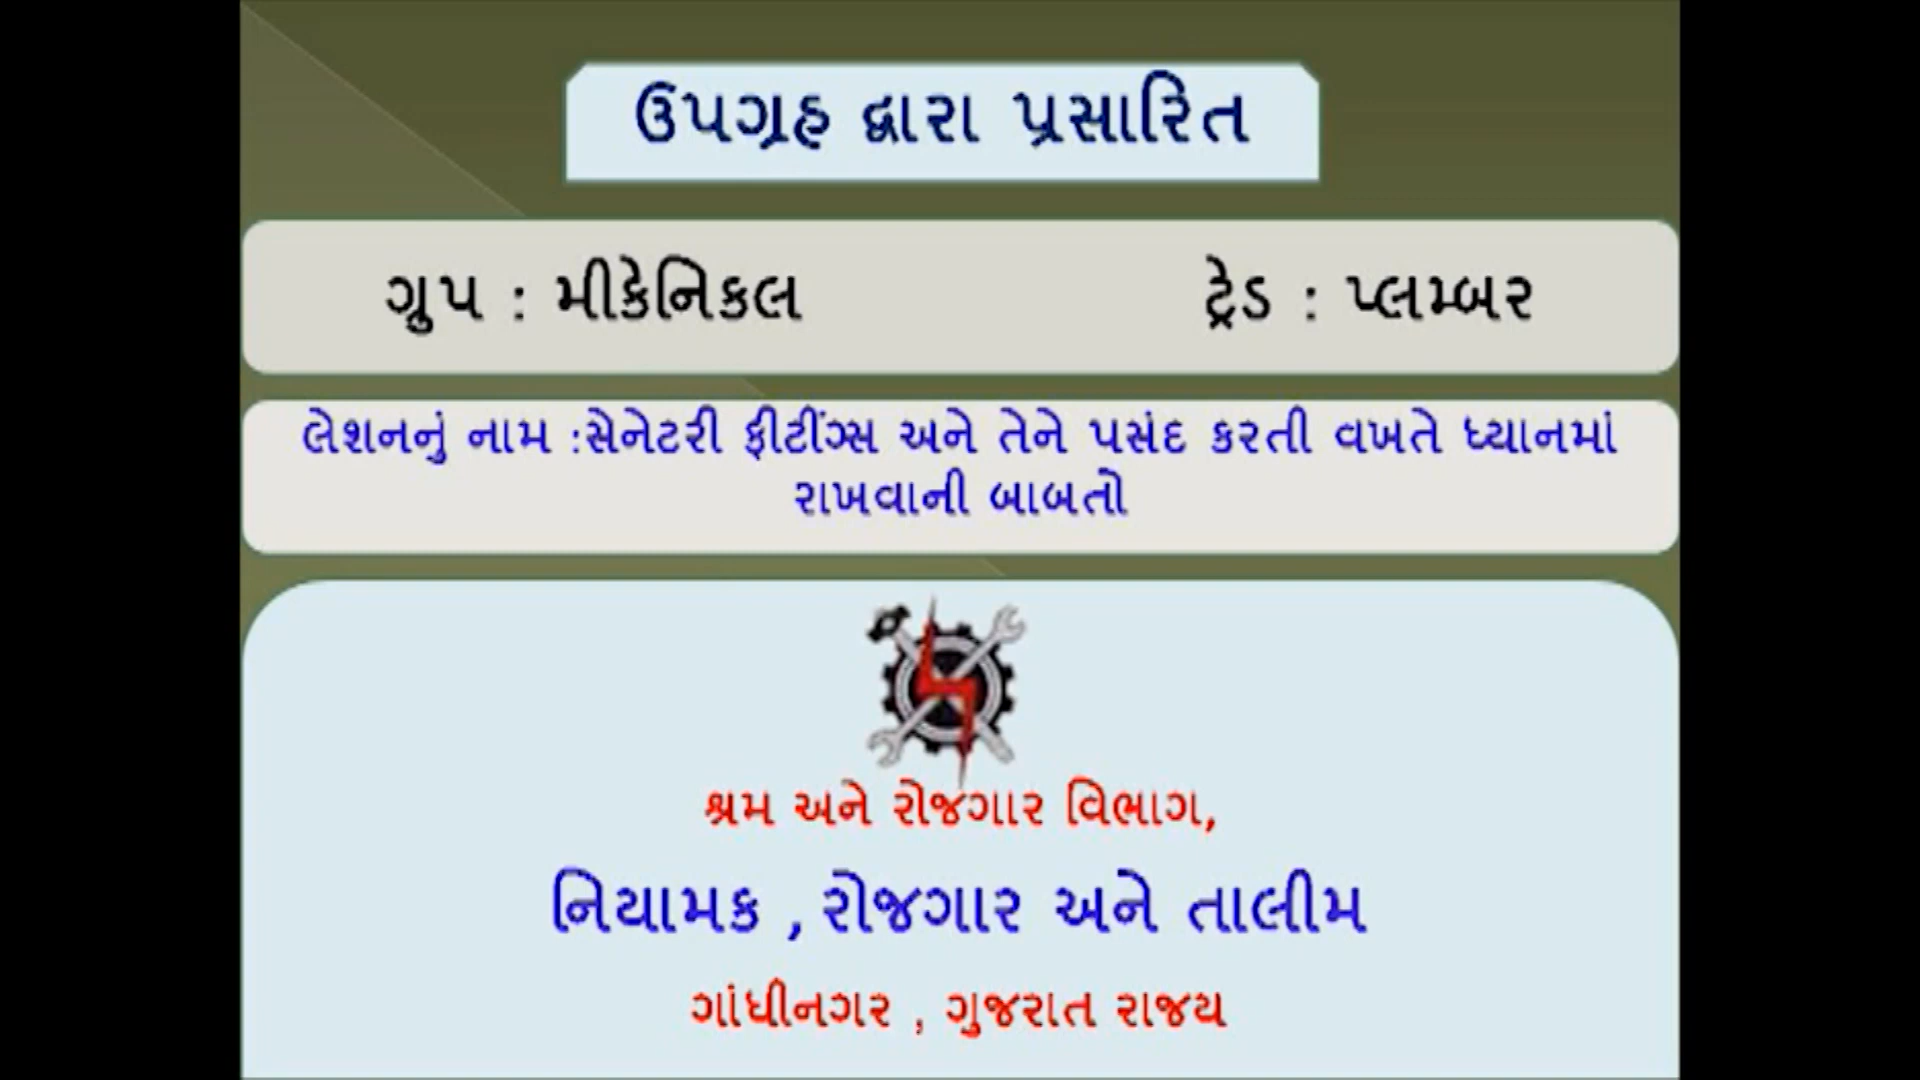 ઉપગ્રહ દ્વારા પ્રસારિત
ગ્રુપ : મીકેનિકલ ટ્રેડ : પ્લમ્બર
લેશનનું નામ :સેનેટરી ફીટીંગ્સ અને તેને પસંદ કરતી વખતે ધ્યાનમાં
રાખવાની બાબતો
શ્રમ અને રોજગાર વિભાગ,
નિયામક , રોજગાર અને તાલીમ
ગાંધીનગર , ગુજરાત રાજય